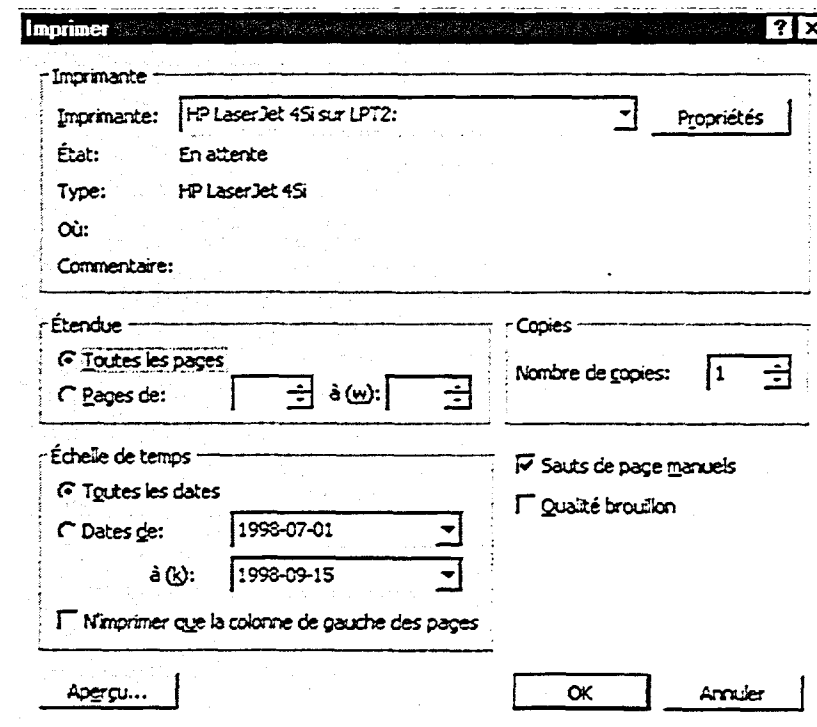 Imprimer
Imprimante
Imprimante: HP LaserJet 4Si sur LPT2: Propriétés
État: En attente
Type: HP LaserJet 4Si
Où:
Commentaire:
Étendue
Toutes les pages
Pages de: à (w):
Copies
Nombre de copies: 1
Échelle de temps
Toutes les dates
Dates de: 1998-07-01
à (k): 1998-09-15
N'imprimer que la colonne de gauche des pages
Sauts de page manuels
Qualité brouillon
Aperçu... OK Annuler